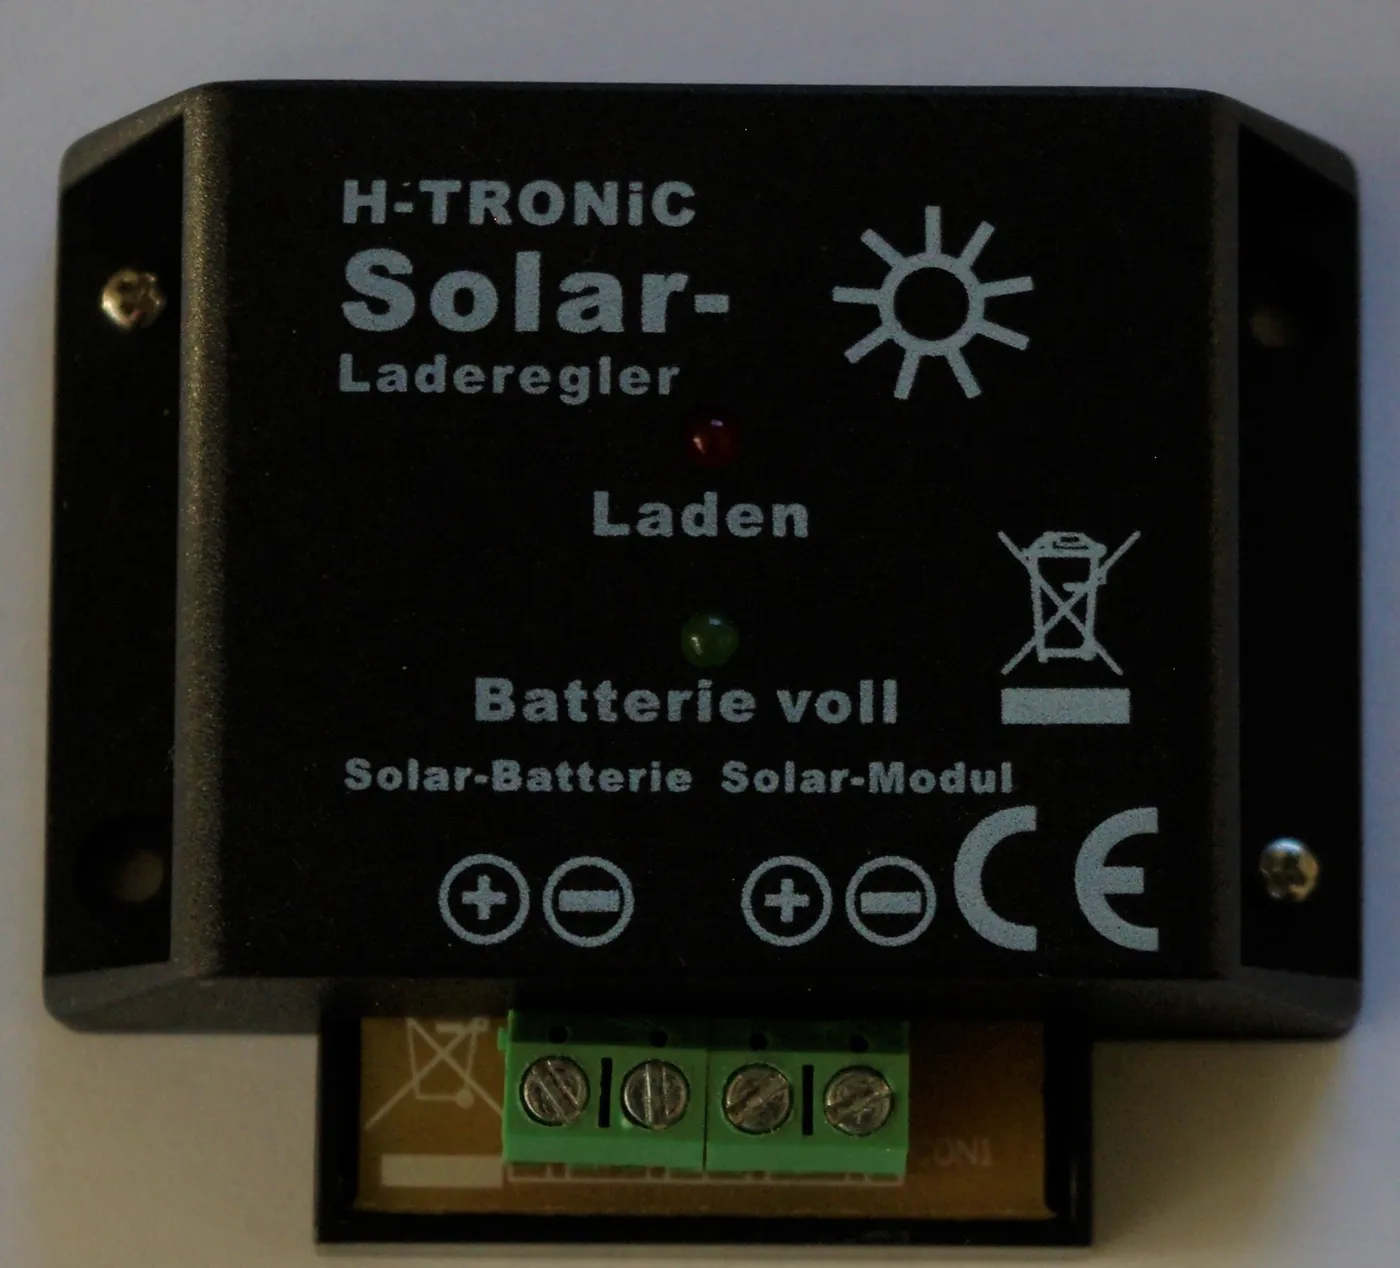 H-TRONiC
Solar-
Laderegler
Laden
Batterie voll
Solar-Batterie Solar-Modul
+ - + - CE